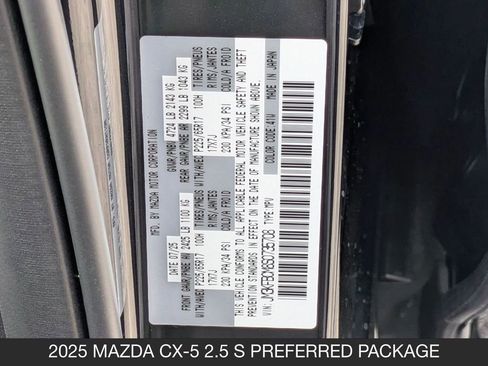 MFD. BY MAZDA MOTOR CORPORATION
DATE 07/25 GVWR/PNBV 4724 LB 2143 KG
FRONT GAWR/PNBE AV 2425 LB 1100 KG REAR GAWR/PNBE AR 2299 LB 1043 KG
WITH/AVEC P225/65R17 100H TIRES/PNEUS WITH/AVEC P225/65R17 100H TIRES/PNEUS
17X7J RIMS/JANTES 17X7J RIMS/JANTES
230 KPA/34 PSI COLD/A FROID 230 KPA/34 PSI COLD/A FROID
THIS VEHICLE CONFORMS TO ALL APPLICABLE FEDERAL MOTOR VEHICLE SAFETY AND THEFT
PREVENTION STANDARDS IN EFFECT ON THE DATE OF MANUFACTURE SHOWN ABOVE.
COLOR CODE 41V MADE IN JAPAN
VIN: TYPE:MPV
2025 MAZDA CX-5 2.5 S PREFERRED PACKAGE